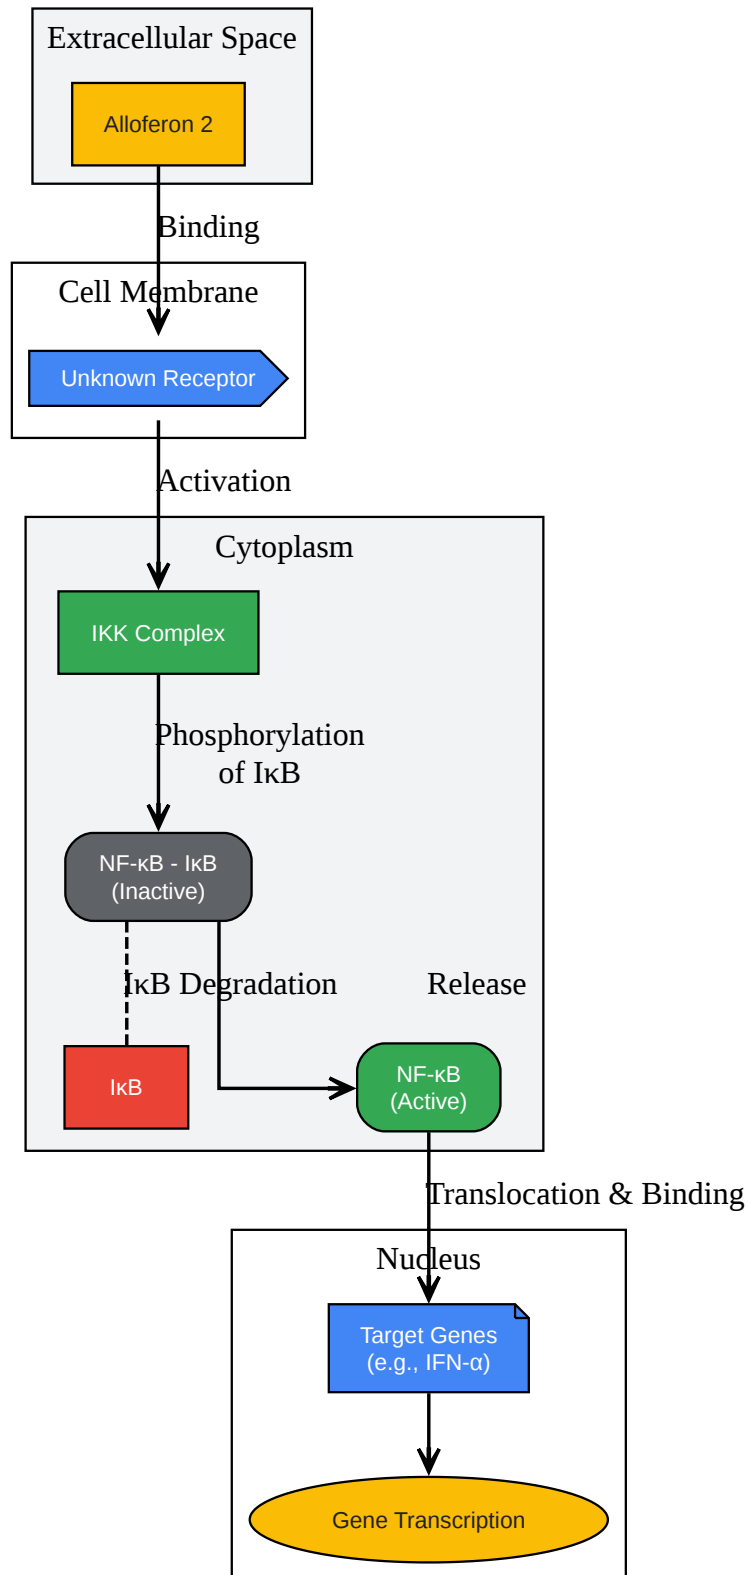 Extracellular Space
Alloferon 2
Binding
Cell Membrane
Unknown Receptor
Activation
Cytoplasm
IKK Complex
Phosphorylation
of IκB
NF-κB - IκB
(Inactive)
IκB Degradation
Release
IκB
NF-κB
(Active)
Translocation & Binding
Nucleus
Target Genes
(e.g., IFN-α)
Gene Transcription